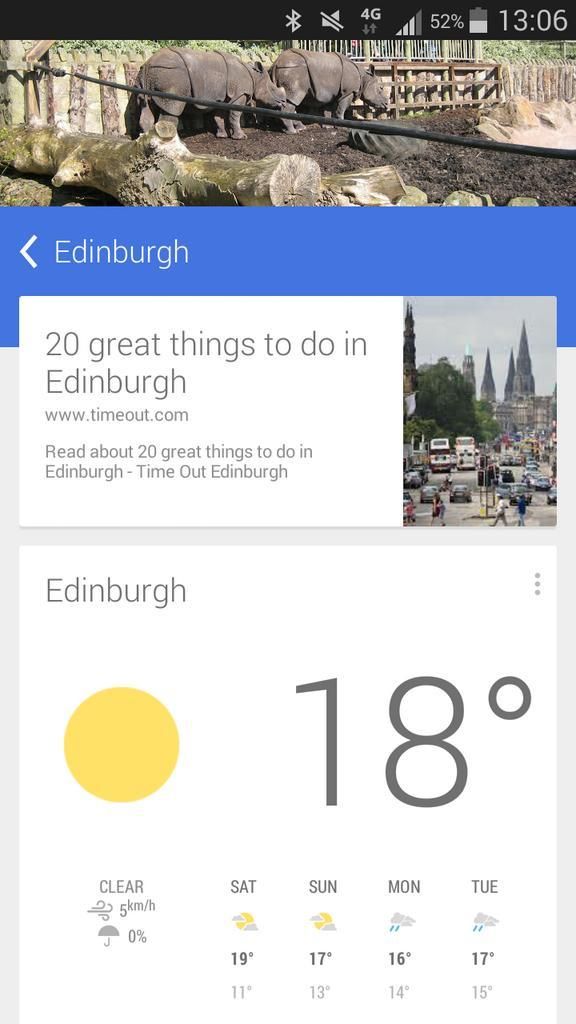 4G 52% 13:06
Edinburgh
20 great things to do in
Edinburgh
www.timeout.com
Read about 20 great things to do in
Edinburgh - Time Out Edinburgh
Edinburgh
18°
CLEAR SAT SUN MON TUE
5km/h
0%
19° 17° 16° 17°
11° 13° 14° 15°